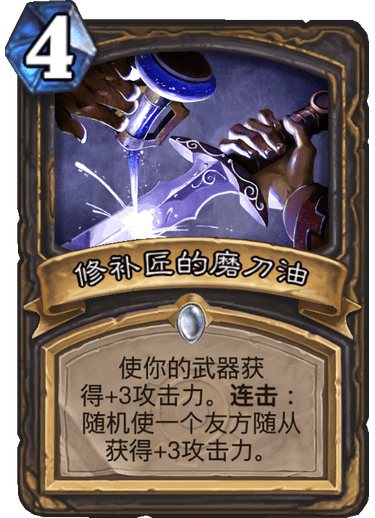 4
修补匠的磨刀油
使你的武器获
得+3攻击力。连击：
随机使一个友方随从
获得+3攻击力。